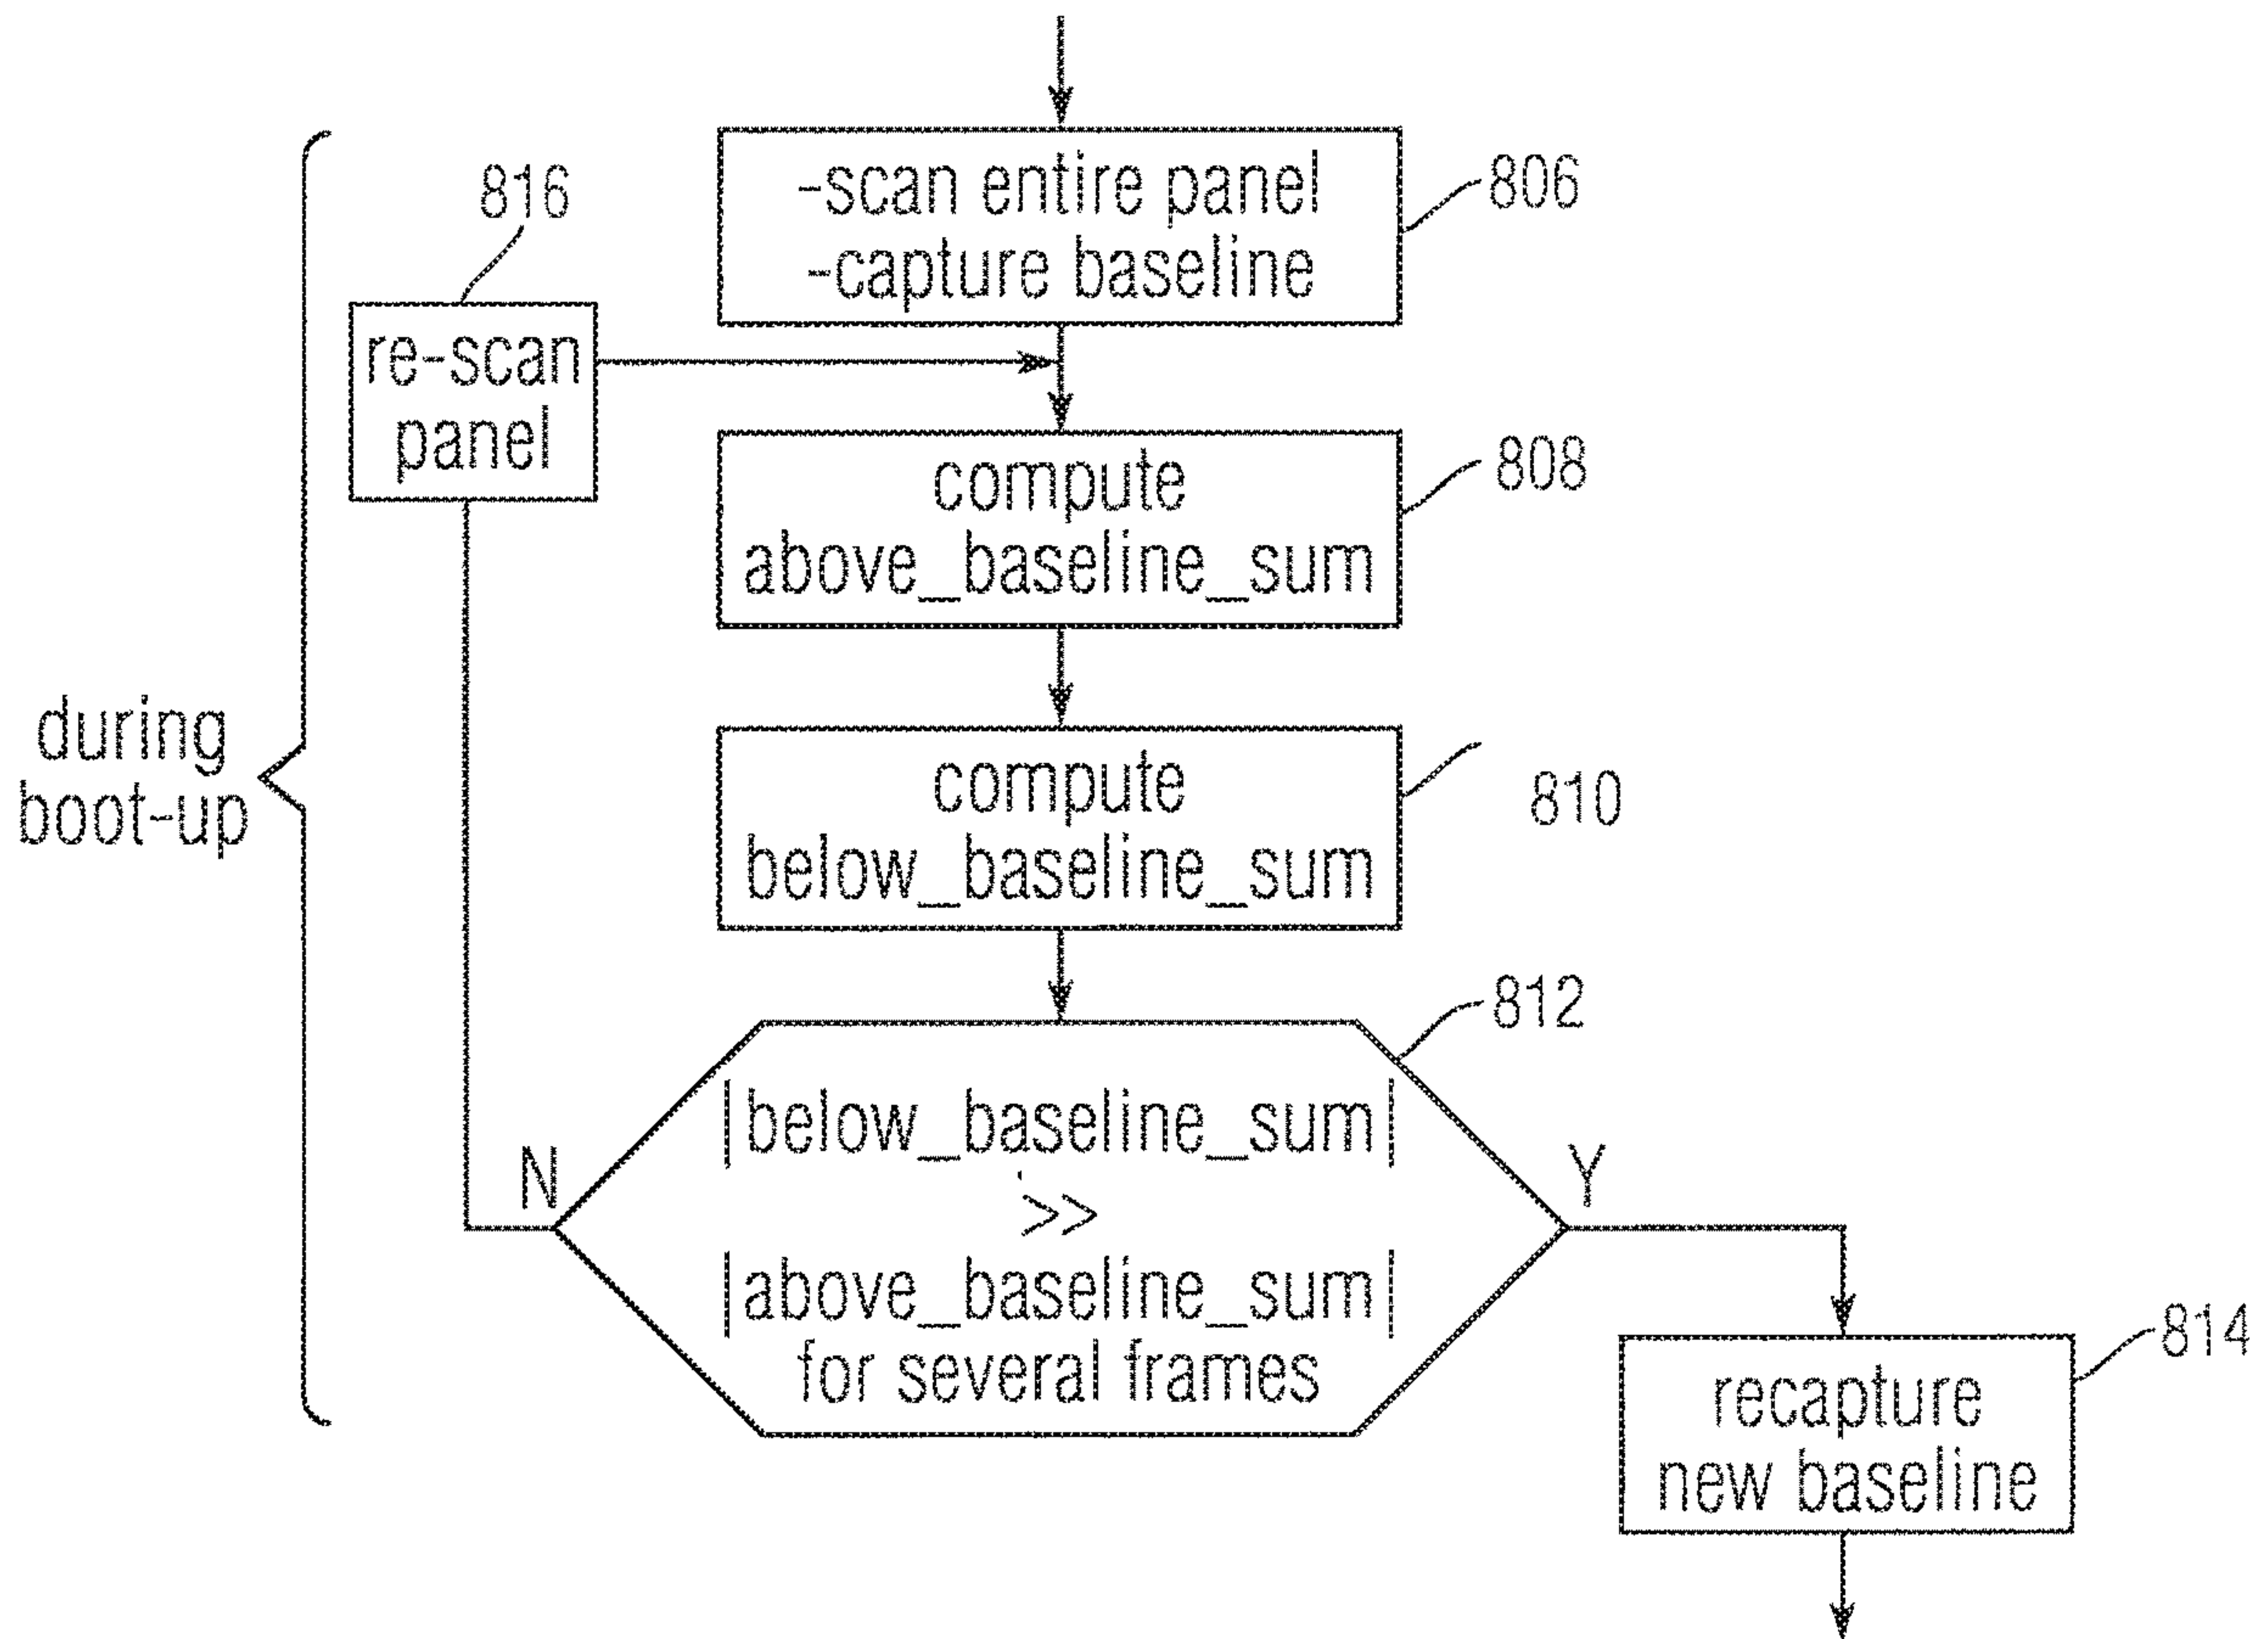 -scan entire panel
-capture baseline
806
816
re-scan
panel
compute
above_baseline_sum
808
during
boot-up
compute
below_baseline_sum
810
812
|below_baseline_sum|
>>
|above_baseline_sum|
for several frames
N
Y
814
recapture
new baseline